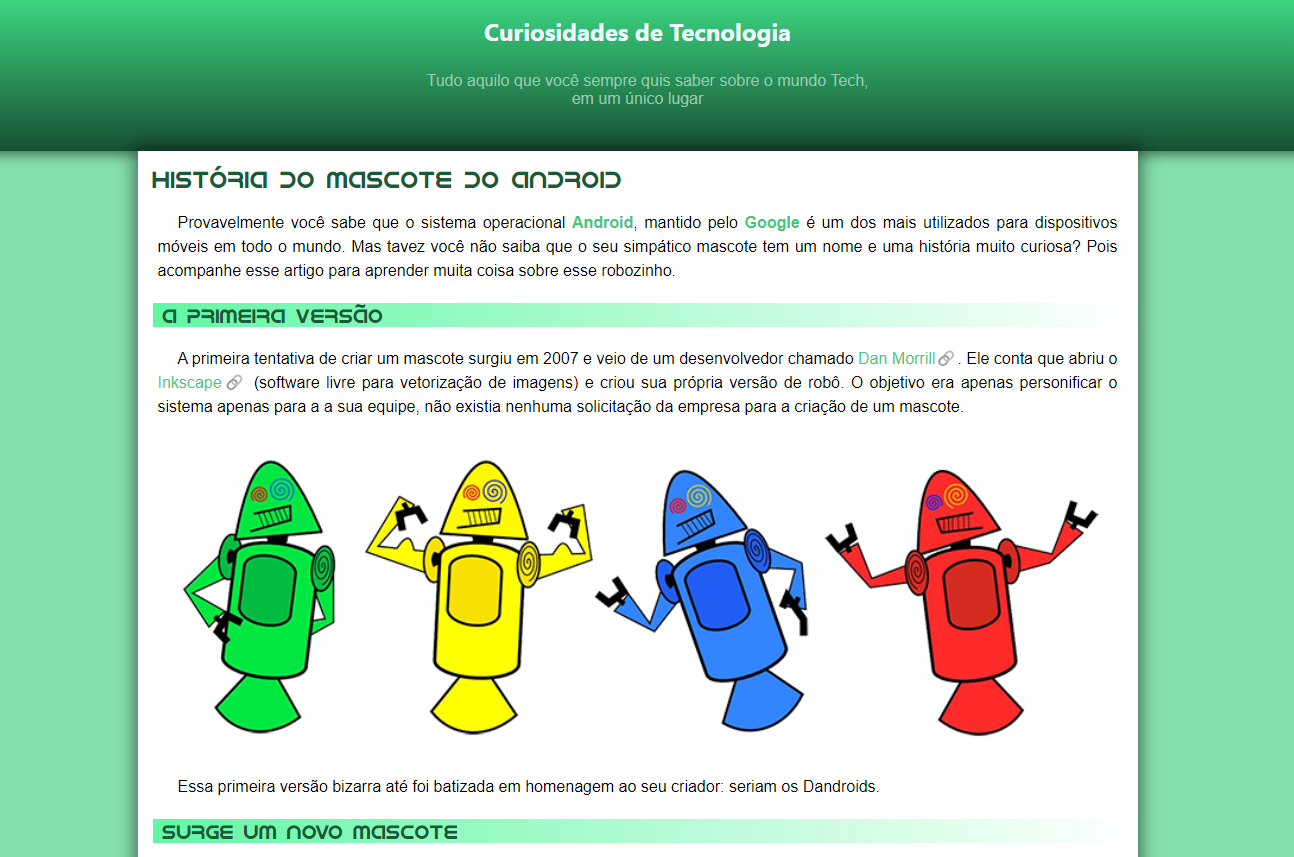 Curiosidades de Tecnologia
Tudo aquilo que você sempre quis saber sobre o mundo Tech,
em um único lugar
História do Mascote do Android
Provavelmente você sabe que o sistema operacional Android, mantido pelo Google é um dos mais utilizados para dispositivos
móveis em todo o mundo. Mas tavez você não saiba que o seu simpático mascote tem um nome e uma história muito curiosa? Pois
acompanhe esse artigo para aprender muita coisa sobre esse robozinho.
A primeira versão
A primeira tentativa de criar um mascote surgiu em 2007 e veio de um desenvolvedor chamado Dan Morrill. Ele conta que abriu o
Inkscape (software livre para vetorização de imagens) e criou sua própria versão de robô. O objetivo era apenas personificar o
sistema apenas para a a sua equipe, não existia nenhuma solicitação da empresa para a criação de um mascote.
Essa primeira versão bizarra até foi batizada em homenagem ao seu criador: seriam os Dandroids.
Surge um novo mascote